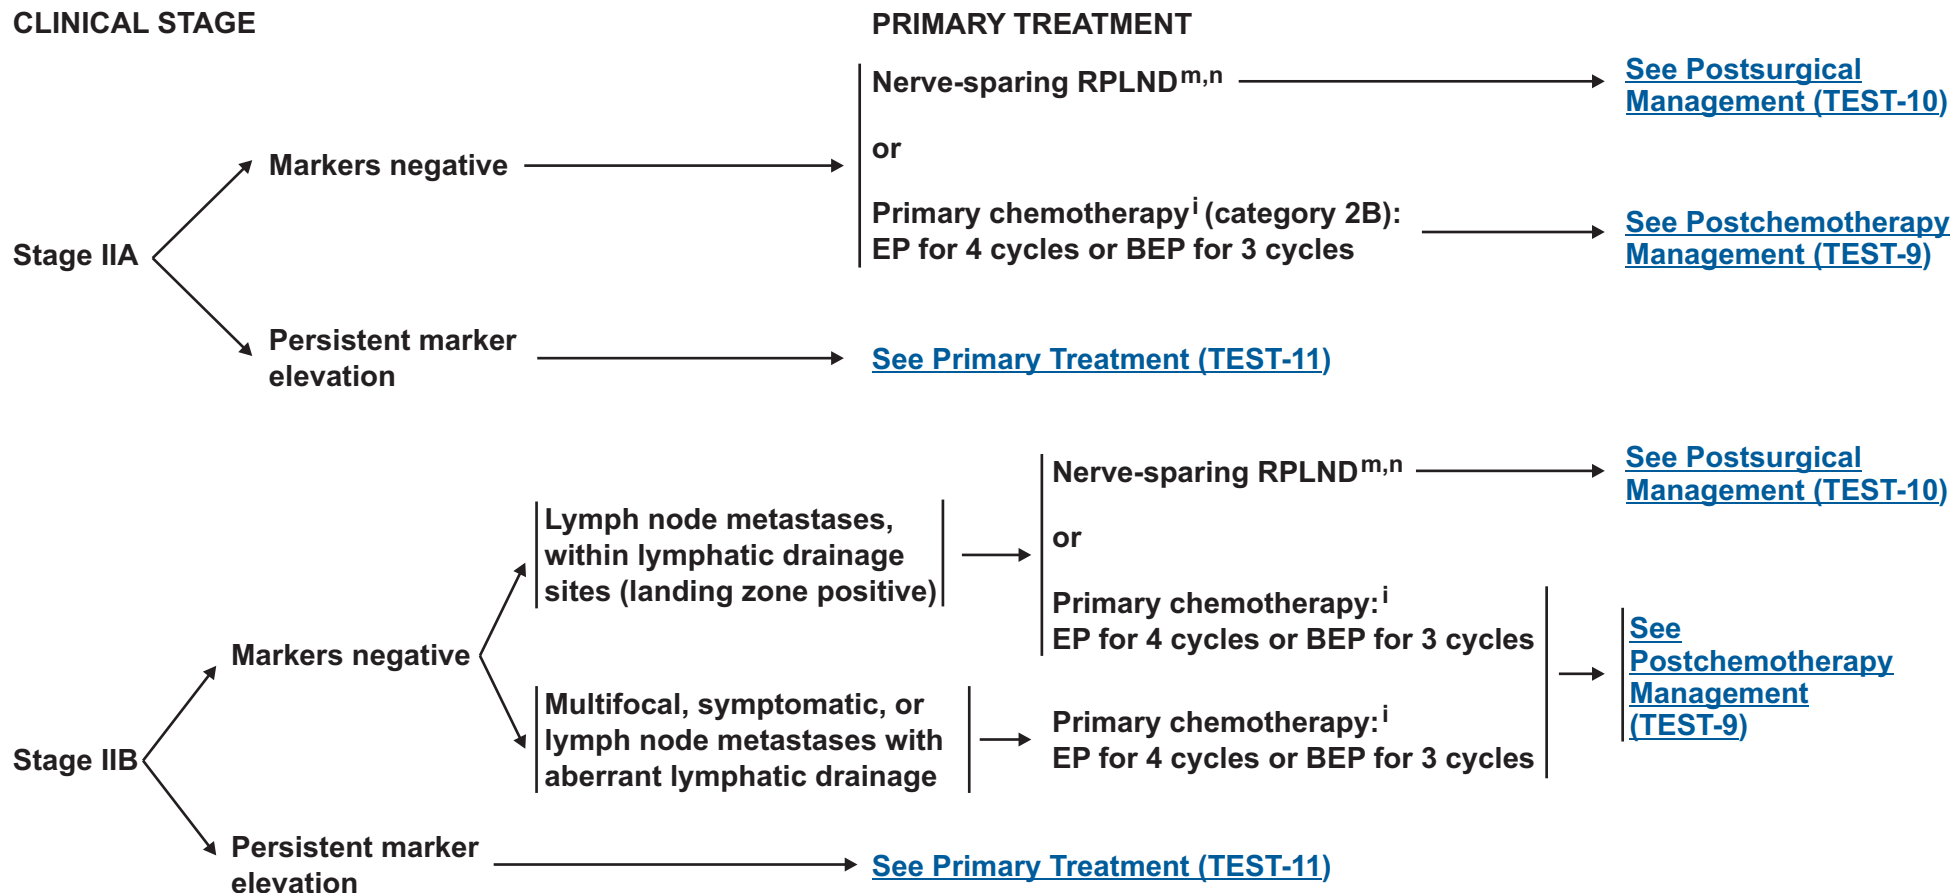 CLINICAL STAGE
PRIMARY TREATMENT
Nerve-sparing RPLND m,n
See Postsurgical
Management (TEST-10)
or
Markers negative
Primary chemotherapy i (category 2B):
EP for 4 cycles or BEP for 3 cycles
See Postchemotherapy
Management (TEST-9)
Stage IIA
Persistent marker
elevation
See Primary Treatment (TEST-11)
Nerve-sparing RPLND m,n
See Postsurgical
Management (TEST-10)
Lymph node metastases,
within lymphatic drainage
sites (landing zone positive)
or
Primary chemotherapy: i
EP for 4 cycles or BEP for 3 cycles
See
Postchemotherapy
Management
(TEST-9)
Markers negative
Multifocal, symptomatic, or
lymph node metastases with
aberrant lymphatic drainage
Primary chemotherapy: i
EP for 4 cycles or BEP for 3 cycles
Stage IIB
Persistent marker
elevation
See Primary Treatment (TEST-11)